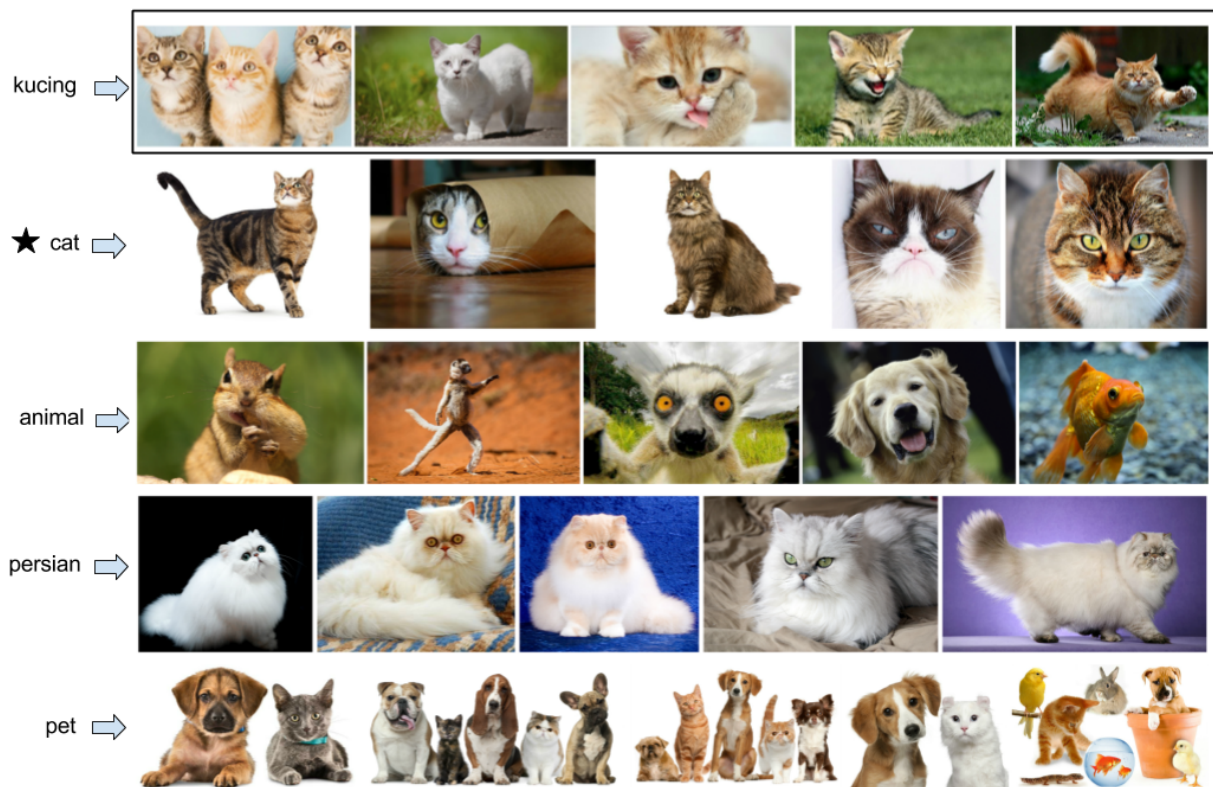 kucing
★ cat
animal
persian
pet